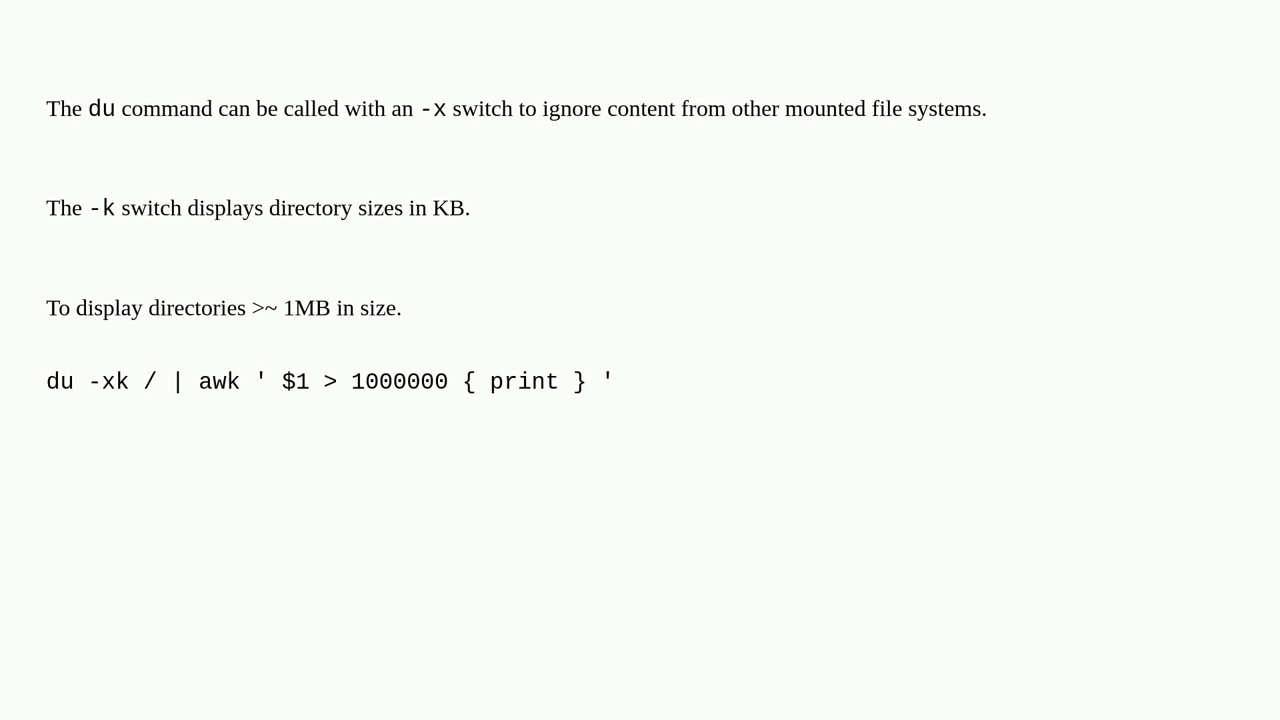 The du command can be called with an -x switch to ignore content from other mounted file systems.
The -k switch displays directory sizes in KB.
To display directories >~ 1MB in size.
du -xk / | awk ' $1 > 1000000 { print } '